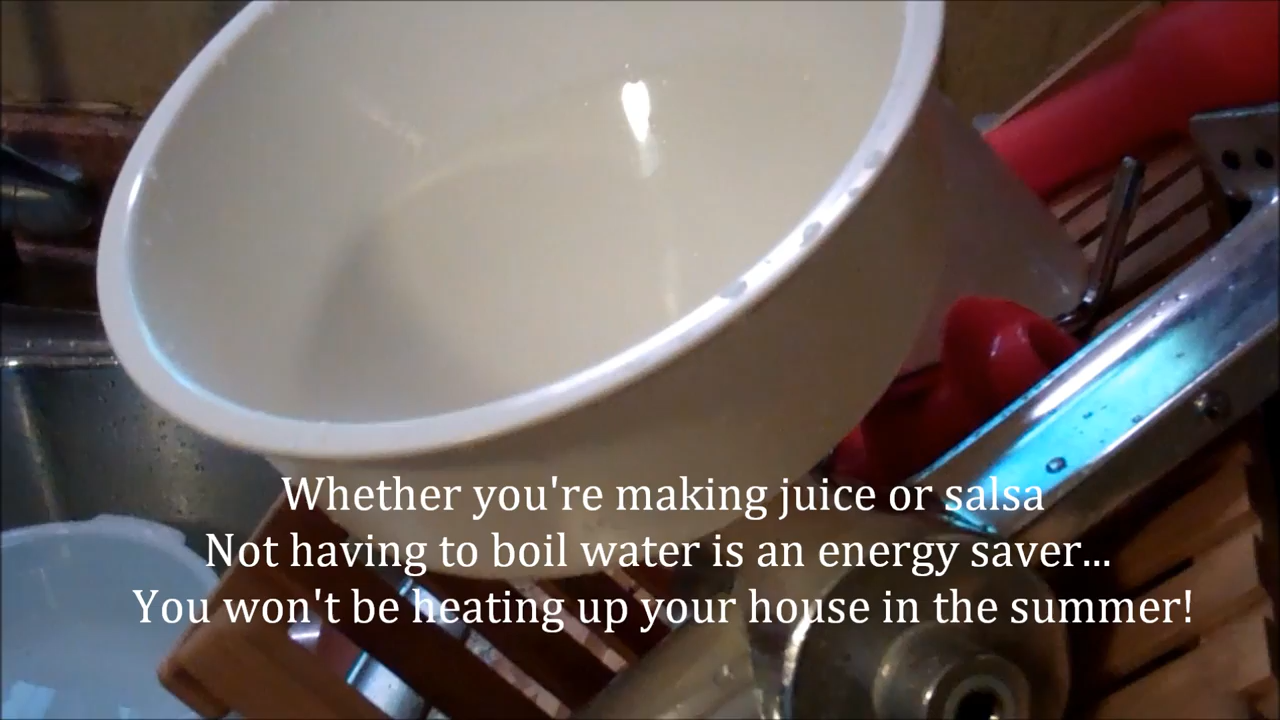 Whether you're making juice or salsa
Not having to boil water is an energy saver...
You won't be heating up your house in the summer!